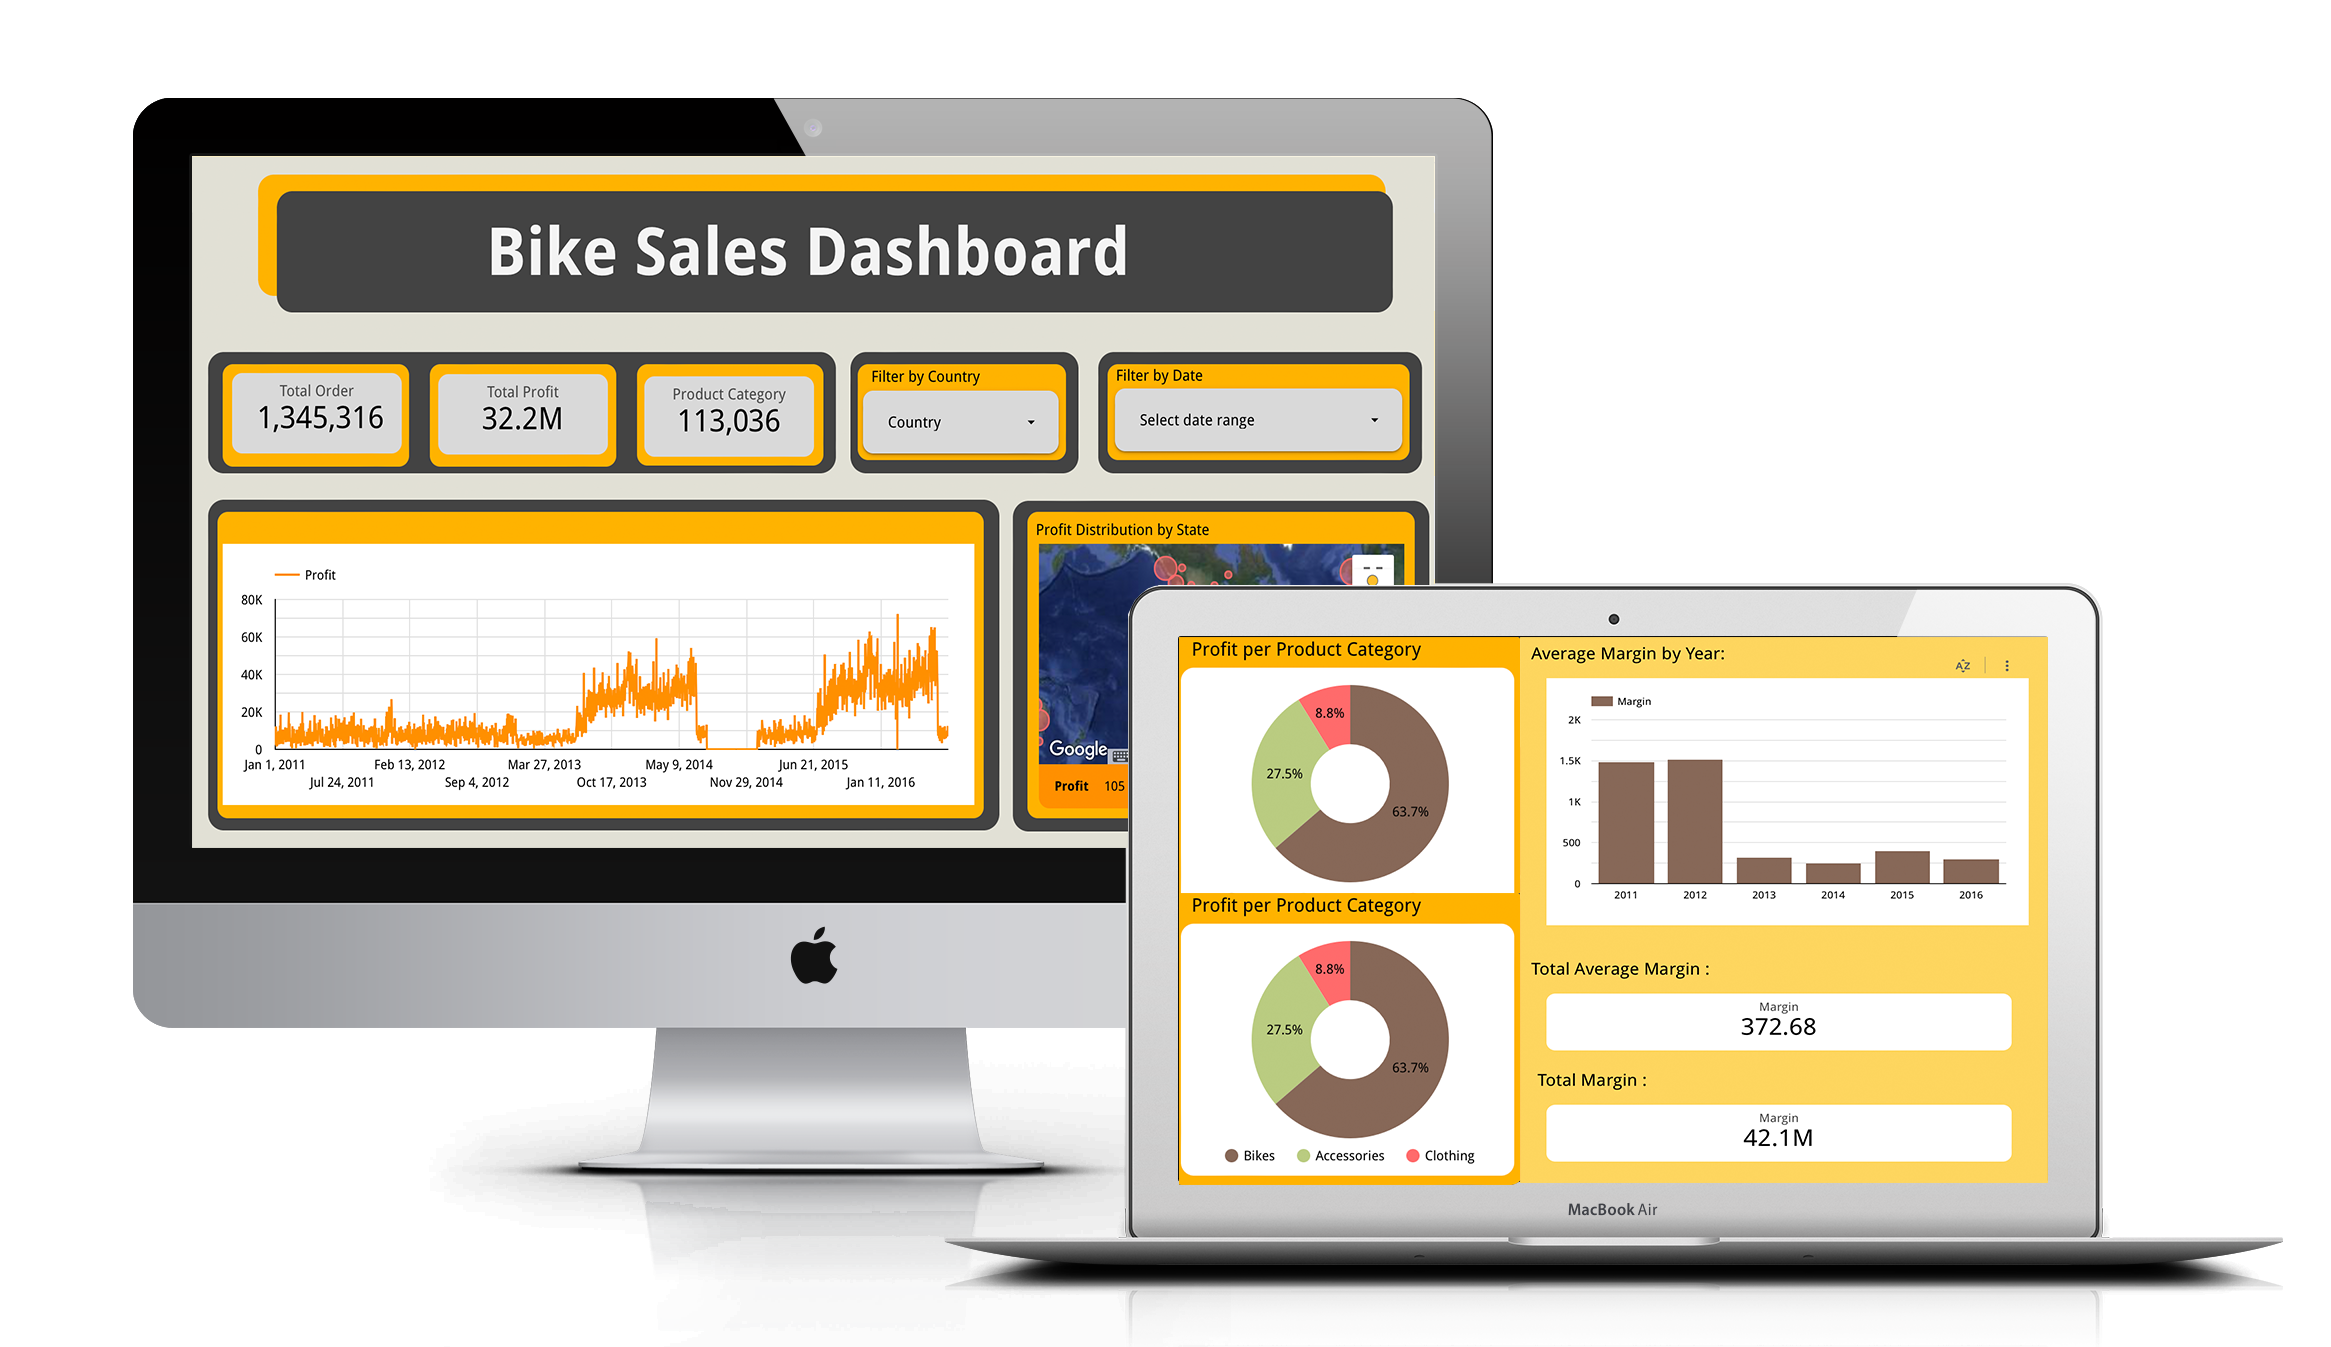 Bike Sales Dashboard
Total Order
1,345,316
Total Profit
32.2M
Product Category
113,036
Filter by Country
Country
Filter by Date
Select date range
Profit
80K
60K
40K
20K
0
Jan 1, 2011
Jul 24, 2011
Feb 13, 2012
Sep 4, 2012
Mar 27, 2013
Oct 17, 2013
May 9, 2014
Nov 29, 2014
Jun 21, 2015
Jan 11, 2016
Profit Distribution by State
Google
Profit 105
Profit per Product Category
8.8%
27.5%
63.7%
Profit per Product Category
8.8%
27.5%
63.7%
Bikes Accessories Clothing
Average Margin by Year:
AZ
Margin
2K
1.5K
1K
500
0
2011 2012 2013 2014 2015 2016
Total Average Margin :
Margin
372.68
Total Margin :
Margin
42.1M
MacBook Air